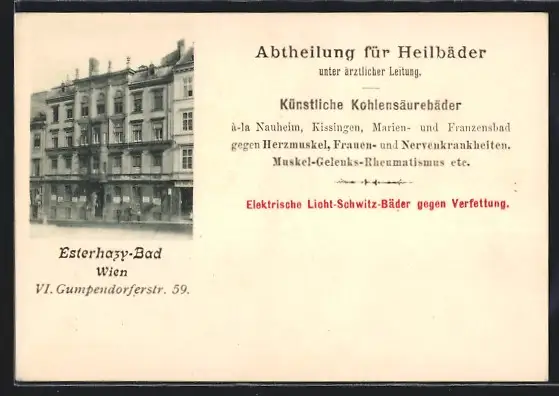 Abtheilung für Heilbäder
unter ärztlicher Leitung.
Künstliche Kohlensäurebäder
à-la Nauheim, Kissingen, Marien- und Franzensbad
gegen Herzmuskel, Frauen- und Nervenkrankheiten.
Muskel-Gelenks-Rheumatismus etc.
Elektrische Licht-Schwitz-Bäder gegen Verfettung.
Esterhazy-Bad
Wien
VI. Gumpendorferstr. 59.